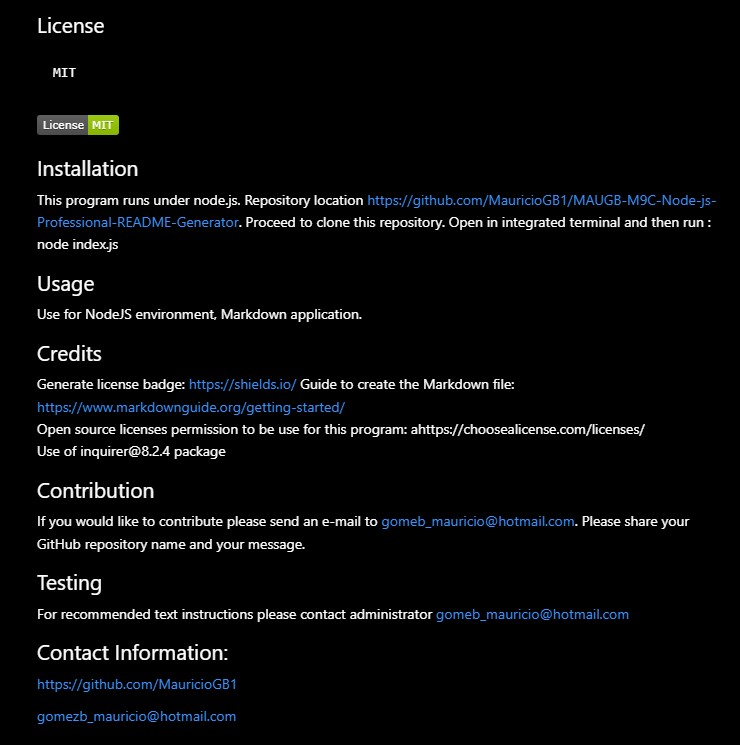 License
MIT
License MIT
Installation
This program runs under node.js. Repository location https://github.com/MauricioGB1/MAUGB-M9C-Node-js-
Professional-README-Generator. Proceed to clone this repository. Open in integrated terminal and then run :
node index.js
Usage
Use for NodeJS environment, Markdown application.
Credits
Generate license badge: https://shields.io/ Guide to create the Markdown file:
https://www.markdownguide.org/getting-started/
Open source licenses permission to be use for this program: ahttps://choosealicense.com/licenses/
Use of inquirer@8.2.4 package
Contribution
If you would like to contribute please send an e-mail to gomeb_mauricio@hotmail.com. Please share your
GitHub repository name and your message.
Testing
For recommended text instructions please contact administrator gomeb_mauricio@hotmail.com
Contact Information:
https://github.com/MauricioGB1
gomezb_mauricio@hotmail.com